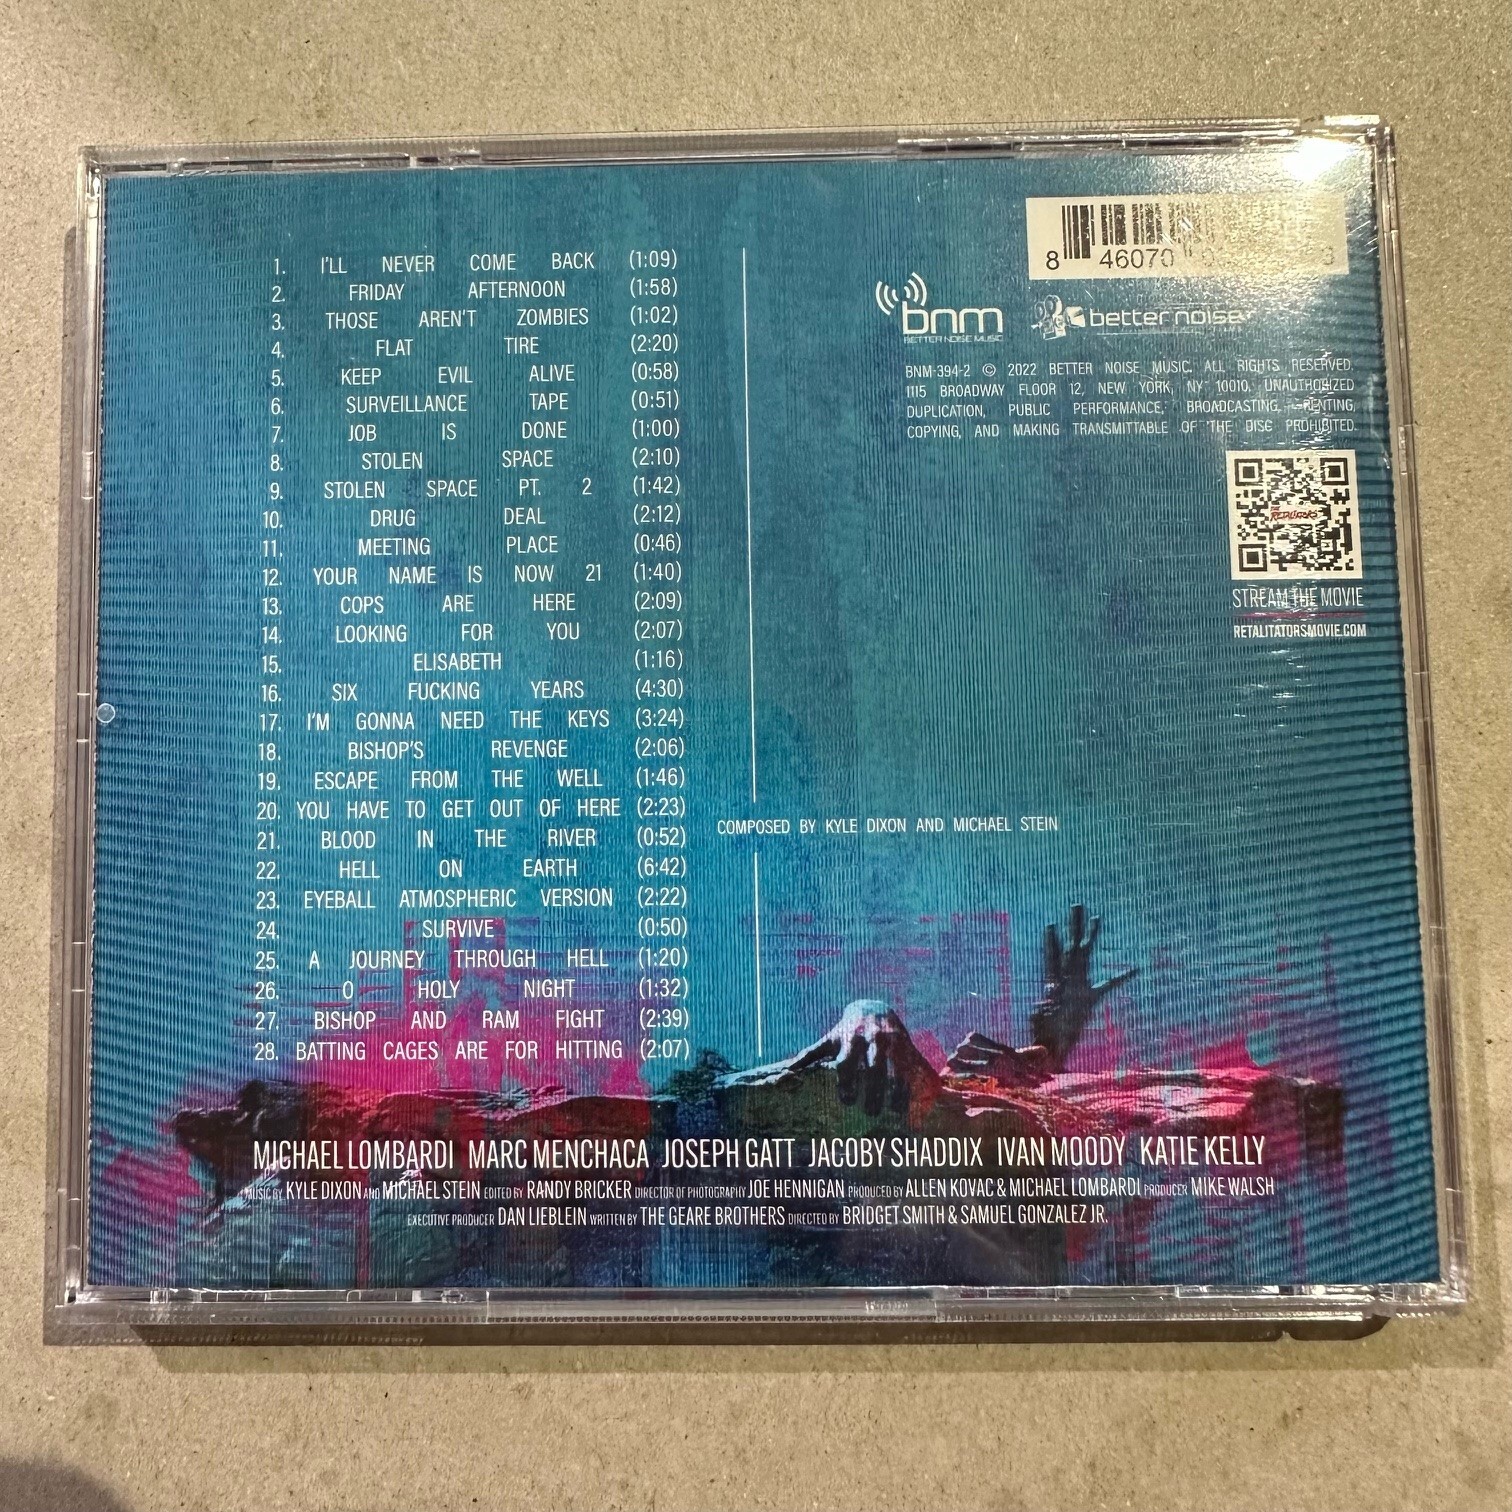 1. I'LL NEVER COME BACK (1:09)
2. FRIDAY AFTERNOON (1:58)
3. THOSE AREN'T ZOMBIES (1:02)
4. FLAT TIRE (2:20)
5. KEEP EVIL ALIVE (0:58)
6. SURVEILLANCE TAPE (0:51)
7. JOB IS DONE (1:00)
8. STOLEN SPACE (2:10)
9. STOLEN SPACE PT. 2 (1:42)
10. DRUG DEAL (2:12)
11. MEETING PLACE (0:46)
12. YOUR NAME IS NOW 21 (1:40)
13. COPS ARE HERE (2:09)
14. LOOKING FOR YOU (2:07)
15. ELISABETH (1:16)
16. SIX FUCKING YEARS (4:30)
17. I'M GONNA NEED THE KEYS (3:24)
18. BISHOP'S REVENGE (2:06)
19. ESCAPE FROM THE WELL (1:46)
20. YOU HAVE TO GET OUT OF HERE (2:23)
21. BLOOD IN THE RIVER (0:52)
22. HELL ON EARTH (6:42)
23. EYEBALL ATMOSPHERIC VERSION (2:22)
24. SURVIVE (0:50)
25. A JOURNEY THROUGH HELL (1:20)
26. O HOLY NIGHT (1:32)
27. BISHOP AND RAM FIGHT (2:39)
28. BATTING CAGES ARE FOR HITTING (2:07)
8 46070
bnm
BETTER NOISE MUSIC
better noise
BNM-394-2 © 2022 BETTER NOISE MUSIC. ALL RIGHTS RESERVED.
1115 BROADWAY FLOOR 12, NEW YORK, NY 10010. UNAUTHORIZED
DUPLICATION, PUBLIC PERFORMANCE, BROADCASTING, RENTING,
COPYING, AND MAKING TRANSMITTABLE OF THE DISC PROHIBITED.
STREAM THE MOVIE
RETALITATORSMOVIE.COM
COMPOSED BY KYLE DIXON AND MICHAEL STEIN
MICHAEL LOMBARDI MARC MENCHACA JOSEPH GATT JACOBY SHADDIX IVAN MOODY KATIE KELLY
MUSIC BY KYLE DIXON AND MICHAEL STEIN EDITED BY RANDY BRICKER DIRECTOR OF PHOTOGRAPHY JOE HENNIGAN PRODUCED BY ALLEN KOVAC & MICHAEL LOMBARDI PRODUCER MIKE WALSH
EXECUTIVE PRODUCER DAN LIEBLEIN WRITTEN BY THE GEARE BROTHERS DIRECTED BY BRIDGET SMITH & SAMUEL GONZALEZ JR.